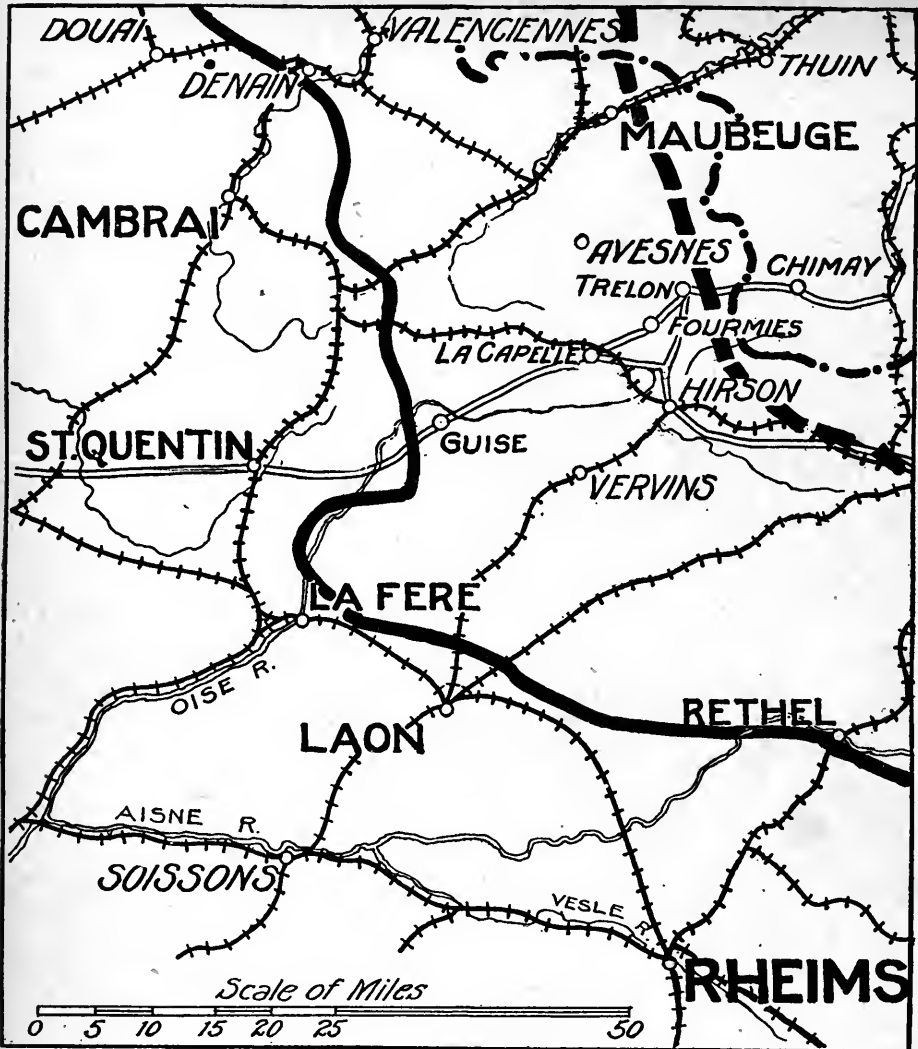 DOUAI
VALENCIENNES
DENAIN
THUIN
MAUBEUGE
CAMBRAI
AVESNES
CHIMAY
TRELON
FOURMIES
LA CAPELLE
HIRSON
ST. QUENTIN
GUISE
VERVINS
LA FERE
OISE R.
RETHEL
LAON
AISNE R.
SOISSONS
VESLE R.
RHEIMS
Scale of Miles
0 5 10 15 20 25 50